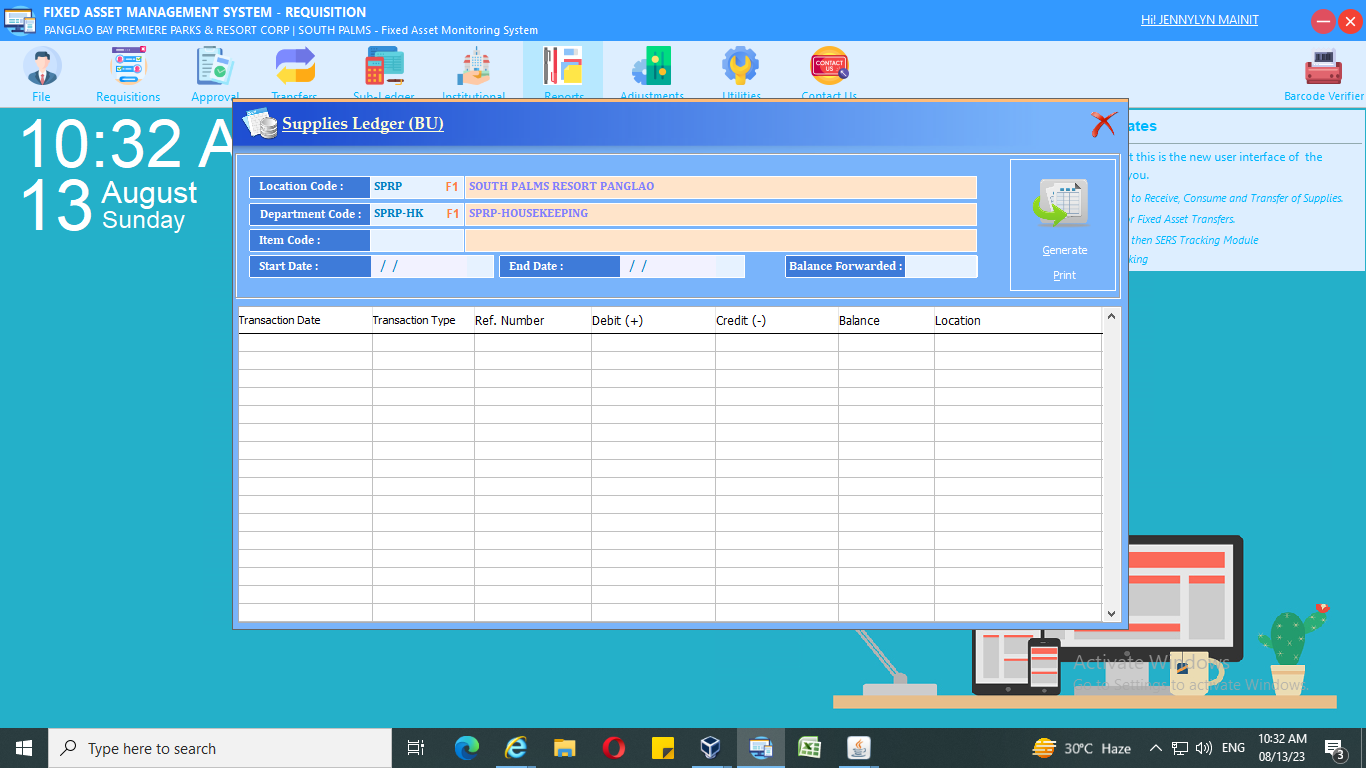 FIXED ASSET MANAGEMENT SYSTEM - REQUISITION
PANGLAO BAY PREMIERE PARKS & RESORT CORP | SOUTH PALMS - Fixed Asset Monitoring System
Hi! JENNYLYN MAINIT
File
Requisitions
Approval
Transfers
Sub-Ledger
Institutional
Reports
Adjustments
Utilities
CONTACT US
Contact Us
Barcode Verifier
10:32 A
13 August
Sunday
Supplies Ledger (BU)
ates
t this is the new user interface of the
you.
to Receive, Consume and Transfer of Supplies.
or Fixed Asset Transfers.
then SERS Tracking Module
king
Location Code : SPRP F1 SOUTH PALMS RESORT PANGLAO
Department Code : SPRP-HK F1 SPRP-HOUSEKEEPING
Item Code :
Start Date : / / End Date : / / Balance Forwarded :
Generate
Print
Transaction Date Transaction Type Ref. Number Debit (+) Credit (-) Balance Location
Activate Windows
Go to Settings to activate Windows.
Type here to search
30°C Haze
ENG
10:32 AM
08/13/23
3